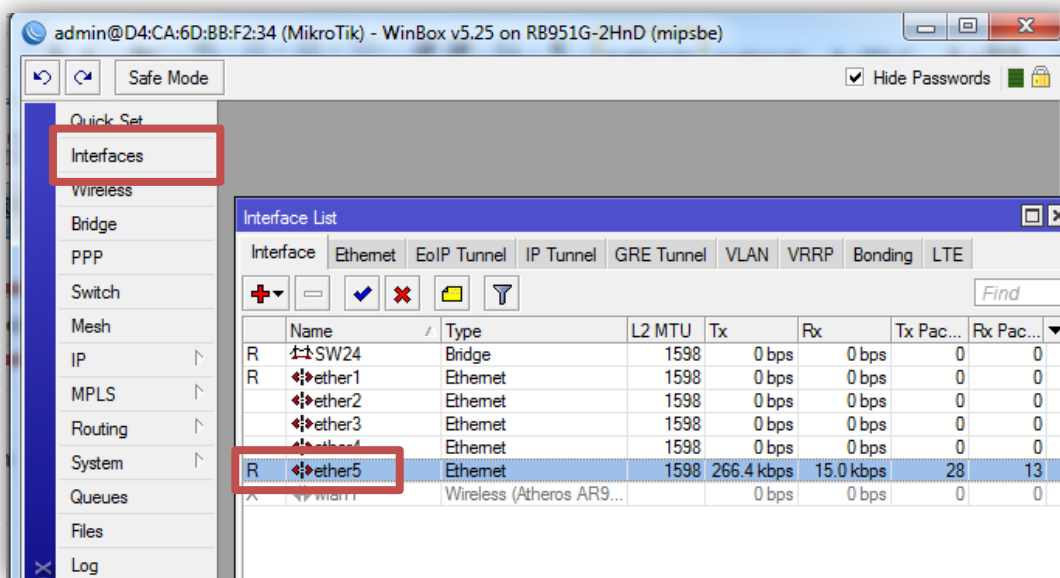 admin@D4:CA:6D:BB:F2:34 (MikroTik) - WinBox v5.25 on RB951G-2HnD (mipsbe)
Safe Mode
Hide Passwords
Quick Set
Interfaces
Wireless
Bridge
PPP
Switch
Mesh
IP
MPLS
Routing
System
Queues
Files
Log
Interface List
Interface Ethernet EoIP Tunnel IP Tunnel GRE Tunnel VLAN VRRP Bonding LTE
Find
Name Type L2 MTU Tx Rx Tx Pac... Rx Pac...
R SW24 Bridge 1598 0 bps 0 bps 0 0
R ether1 Ethernet 1598 0 bps 0 bps 0 0
ether2 Ethernet 1598 0 bps 0 bps 0 0
ether3 Ethernet 1598 0 bps 0 bps 0 0
ether4 Ethernet 1598 0 bps 0 bps 0 0
R ether5 Ethernet 1598 266.4 kbps 15.0 kbps 28 13
X wlan1 Wireless (Atheros AR9... 0 bps 0 bps 0 0